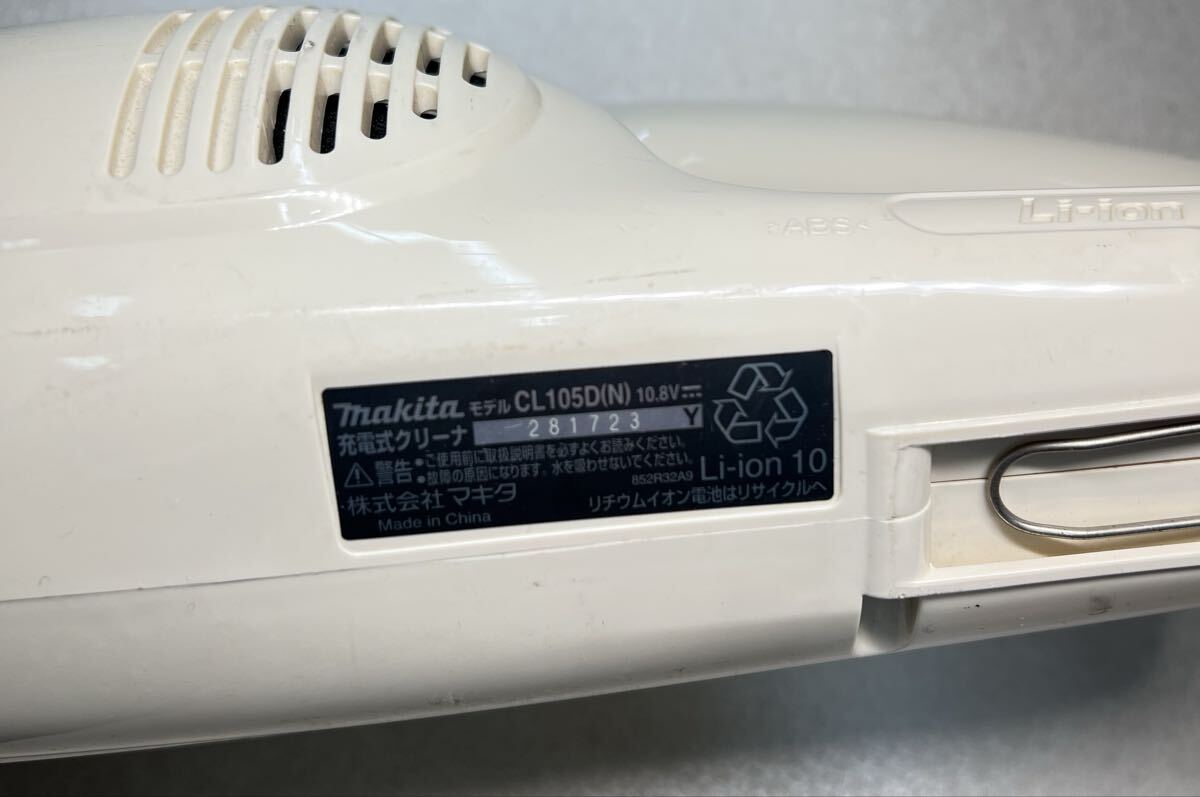 Li-ion
>ABS<
makita モデル CL105D(N) 10.8V
充電式クリーナ 281723 Y
警告 •ご使用前に取扱説明書を必ずよくお読みください。
•故障の原因になります。水を吸わせないでください。
852R32A9 Li-ion 10
株式会社 マキタ リチウムイオン電池はリサイクルへ
Made in China